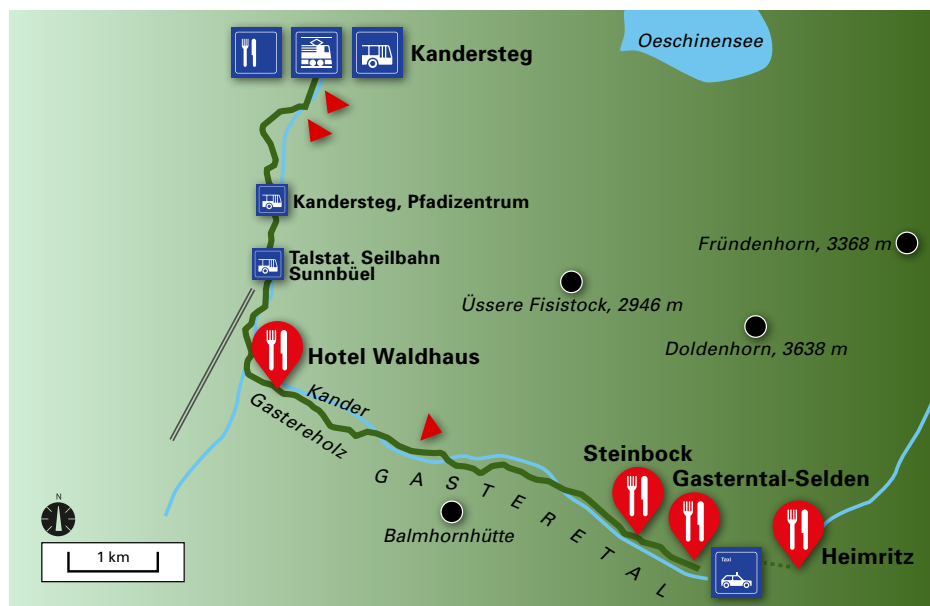 Oeschinensee
Kandersteg
Kandersteg, Pfadizentrum
Fründenhorn, 3368 m
Talstat. Seilbahn
Sunnbüel
Üssere Fisistock, 2946 m
Doldenhorn, 3638 m
Hotel Waldhaus
Kander
Gastereholz
Steinbock
GASTERETAL
Gasterntal-Selden
N
Balmhornhütte
1 km
Taxi
Heimritz